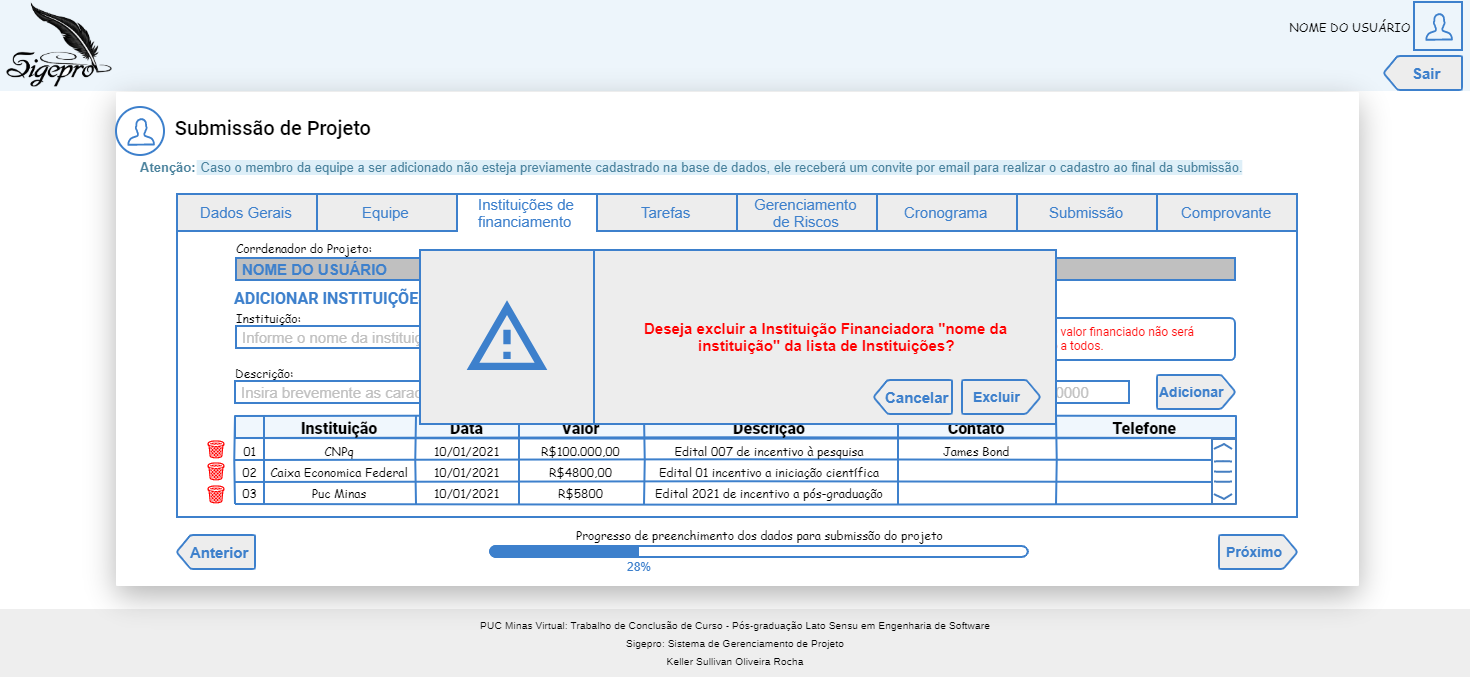 Sigepro
NOME DO USUÁRIO
Sair
Submissão de Projeto
Atenção: Caso o membro da equipe a ser adicionado não esteja previamente cadastrado na base de dados, ele receberá um convite por email para realizar o cadastro ao final da submissão.
Dados Gerais
Equipe
Instituições de
financiamento
Tarefas
Gerenciamento
de Riscos
Cronograma
Submissão
Comprovante
Corrdenador do Projeto:
NOME DO USUÁRIO
ADICIONAR INSTITUIÇÕE
Instituição:
Informe o nome da instituiç
valor financiado não será
a todos.
Descrição:
Insira brevemente as carac
0000
Adicionar
Deseja excluir a Instituição Financiadora "nome da
instituição" da lista de Instituições?
Cancelar
Excluir
Instituição Data Valor Descrição Contato Telefone
01 CNPq 10/01/2021 R$100.000,00 Edital 007 de incentivo à pesquisa James Bond
02 Caixa Economica Federal 10/01/2021 R$4800,00 Edital 01 incentivo a iniciação científica
03 Puc Minas 10/01/2021 R$5800 Edital 2021 de incentivo a pós-graduação
Anterior
Progresso de preenchimento dos dados para submissão do projeto
28%
Próximo
PUC Minas Virtual: Trabalho de Conclusão de Curso - Pós-graduação Lato Sensu em Engenharia de Software
Sigepro: Sistema de Gerenciamento de Projeto
Keller Sullivan Oliveira Rocha